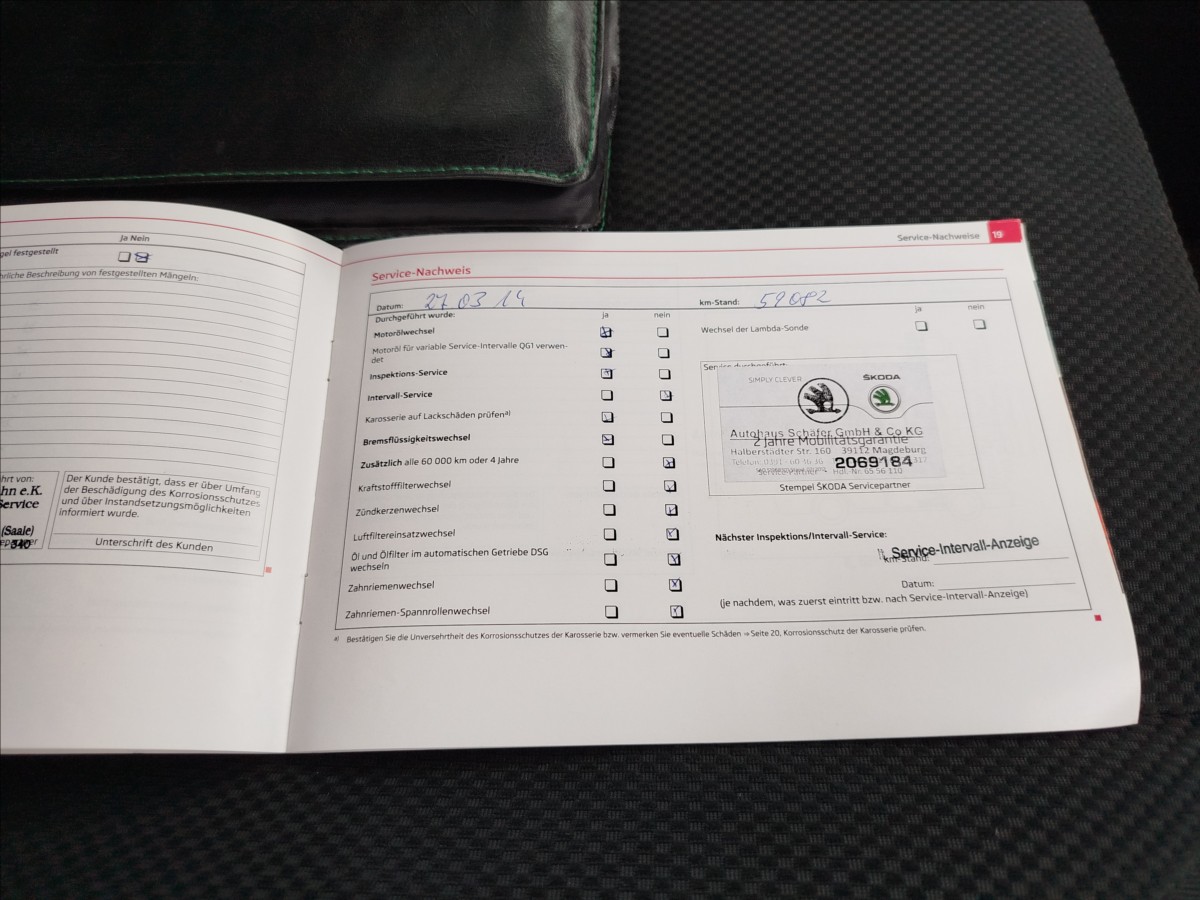 Ja Nein
gel festgestellt
hrliche Beschreibung von festgestellten Mängeln:
hrt von:
hn e.K.
Service
(Saale)
Der Kunde bestätigt, dass er über Umfang
der Beschädigung des Korrosionsschutzes
und über Instandsetzungsmöglichkeiten
informiert wurde.
Unterschrift des Kunden
Service-Nachweise 19
Service-Nachweis
Datum: 27 03 14
km-Stand: 59082
Durchgeführt wurde: ja nein
Motorölwechsel
Motoröl für variable Service-Intervalle QG1 verwen-
det
Inspektions-Service
Intervall-Service
Karosserie auf Lackschäden prüfen a)
Bremsflüssigkeitswechsel
Zusätzlich alle 60 000 km oder 4 Jahre
Kraftstofffilterwechsel
Zündkerzenwechsel
Luftfiltereinsatzwechsel
Öl und Ölfilter im automatischen Getriebe DSG
wechseln
Zahnriemenwechsel
Zahnriemen-Spannrollenwechsel
ja nein
Wechsel der Lambda-Sonde
SIMPLY CLEVER
ŠKODA
Autohaus Schäfer GmbH & Co KG
2 Jahre Mobilitätsgarantie
Halberstädter Str. 160 39112 Magdeburg
2069184
Stempel ŠKODA Servicepartner
Nächster Inspektions/Intervall-Service:
Service-Intervall-Anzeige
km-Stand:
Datum:
(je nachdem, was zuerst eintritt bzw. nach Service-Intervall-Anzeige)
a) Bestätigen Sie die Unversehrtheit des Korrosionsschutzes der Karosserie bzw. vermerken Sie eventuelle Schäden ⇒ Seite 20, Korrosionsschutz der Karosserie prüfen.